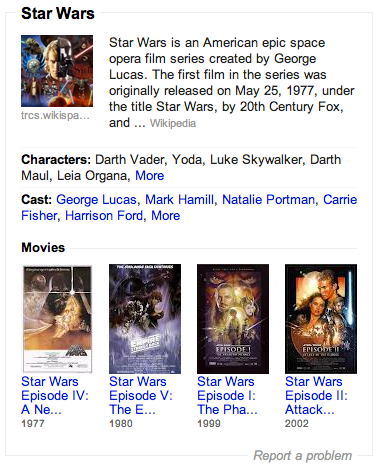 Star Wars
Star Wars is an American epic space
opera film series created by George
Lucas. The first film in the series was
originally released on May 25, 1977, under
the title Star Wars, by 20th Century Fox,
and ... Wikipedia
trcs.wikispa...
Characters: Darth Vader, Yoda, Luke Skywalker, Darth
Maul, Leia Organa, More
Cast: George Lucas, Mark Hamill, Natalie Portman, Carrie
Fisher, Harrison Ford, More
Movies
STAR WARS
EPISODE I
EPISODE II
Star Wars
Episode IV:
A Ne...
1977
Star Wars
Episode V:
The E...
1980
Star Wars
Episode I:
The Pha...
1999
Star Wars
Episode II:
Attack...
2002
Report a problem